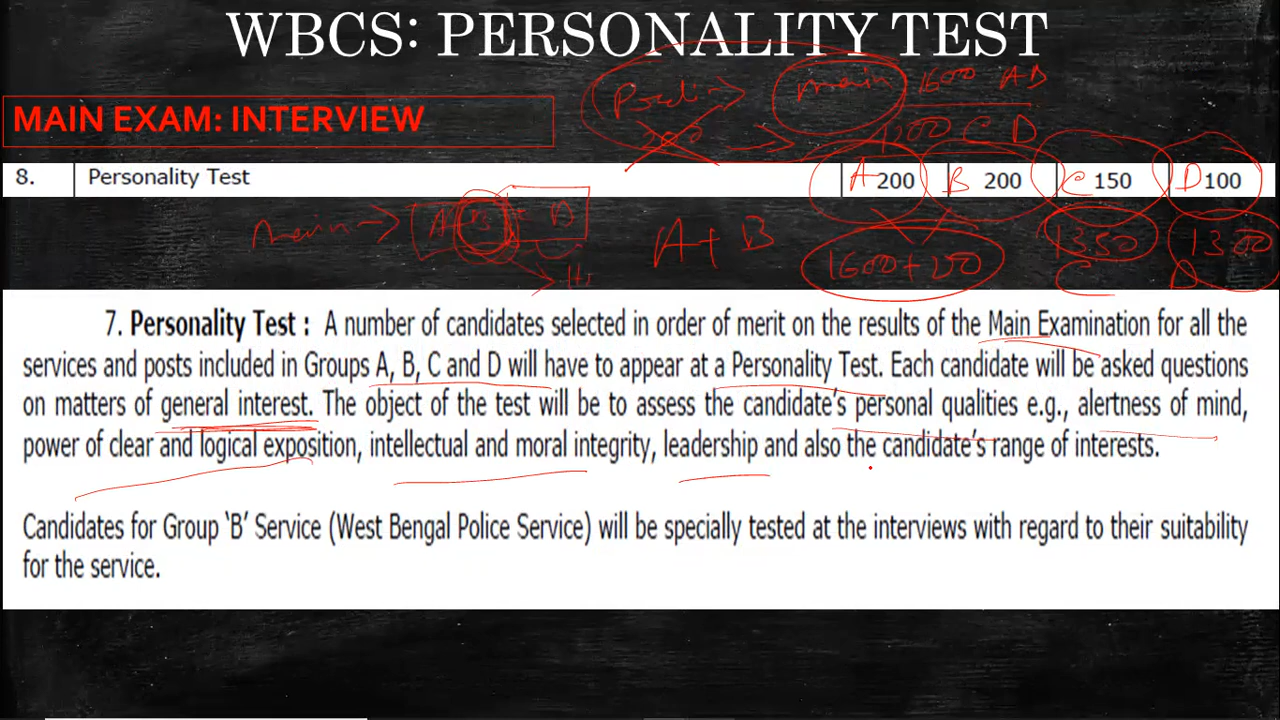 WBCS: PERSONALITY TEST
Main 1600 AB
MAIN EXAM: INTERVIEW
200 1200 C D
8. Personality Test A 200 B 200 C 150 D 100
Main A B D A+ B 1350 1300
1600+200 C D
7. Personality Test : A number of candidates selected in order of merit on the results of the Main Examination for all the
services and posts included in Groups A, B, C and D will have to appear at a Personality Test. Each candidate will be asked questions
on matters of general interest. The object of the test will be to assess the candidate's personal qualities e.g., alertness of mind,
power of clear and logical exposition, intellectual and moral integrity, leadership and also the candidate's range of interests.
Candidates for Group 'B' Service (West Bengal Police Service) will be specially tested at the interviews with regard to their suitability
for the service.